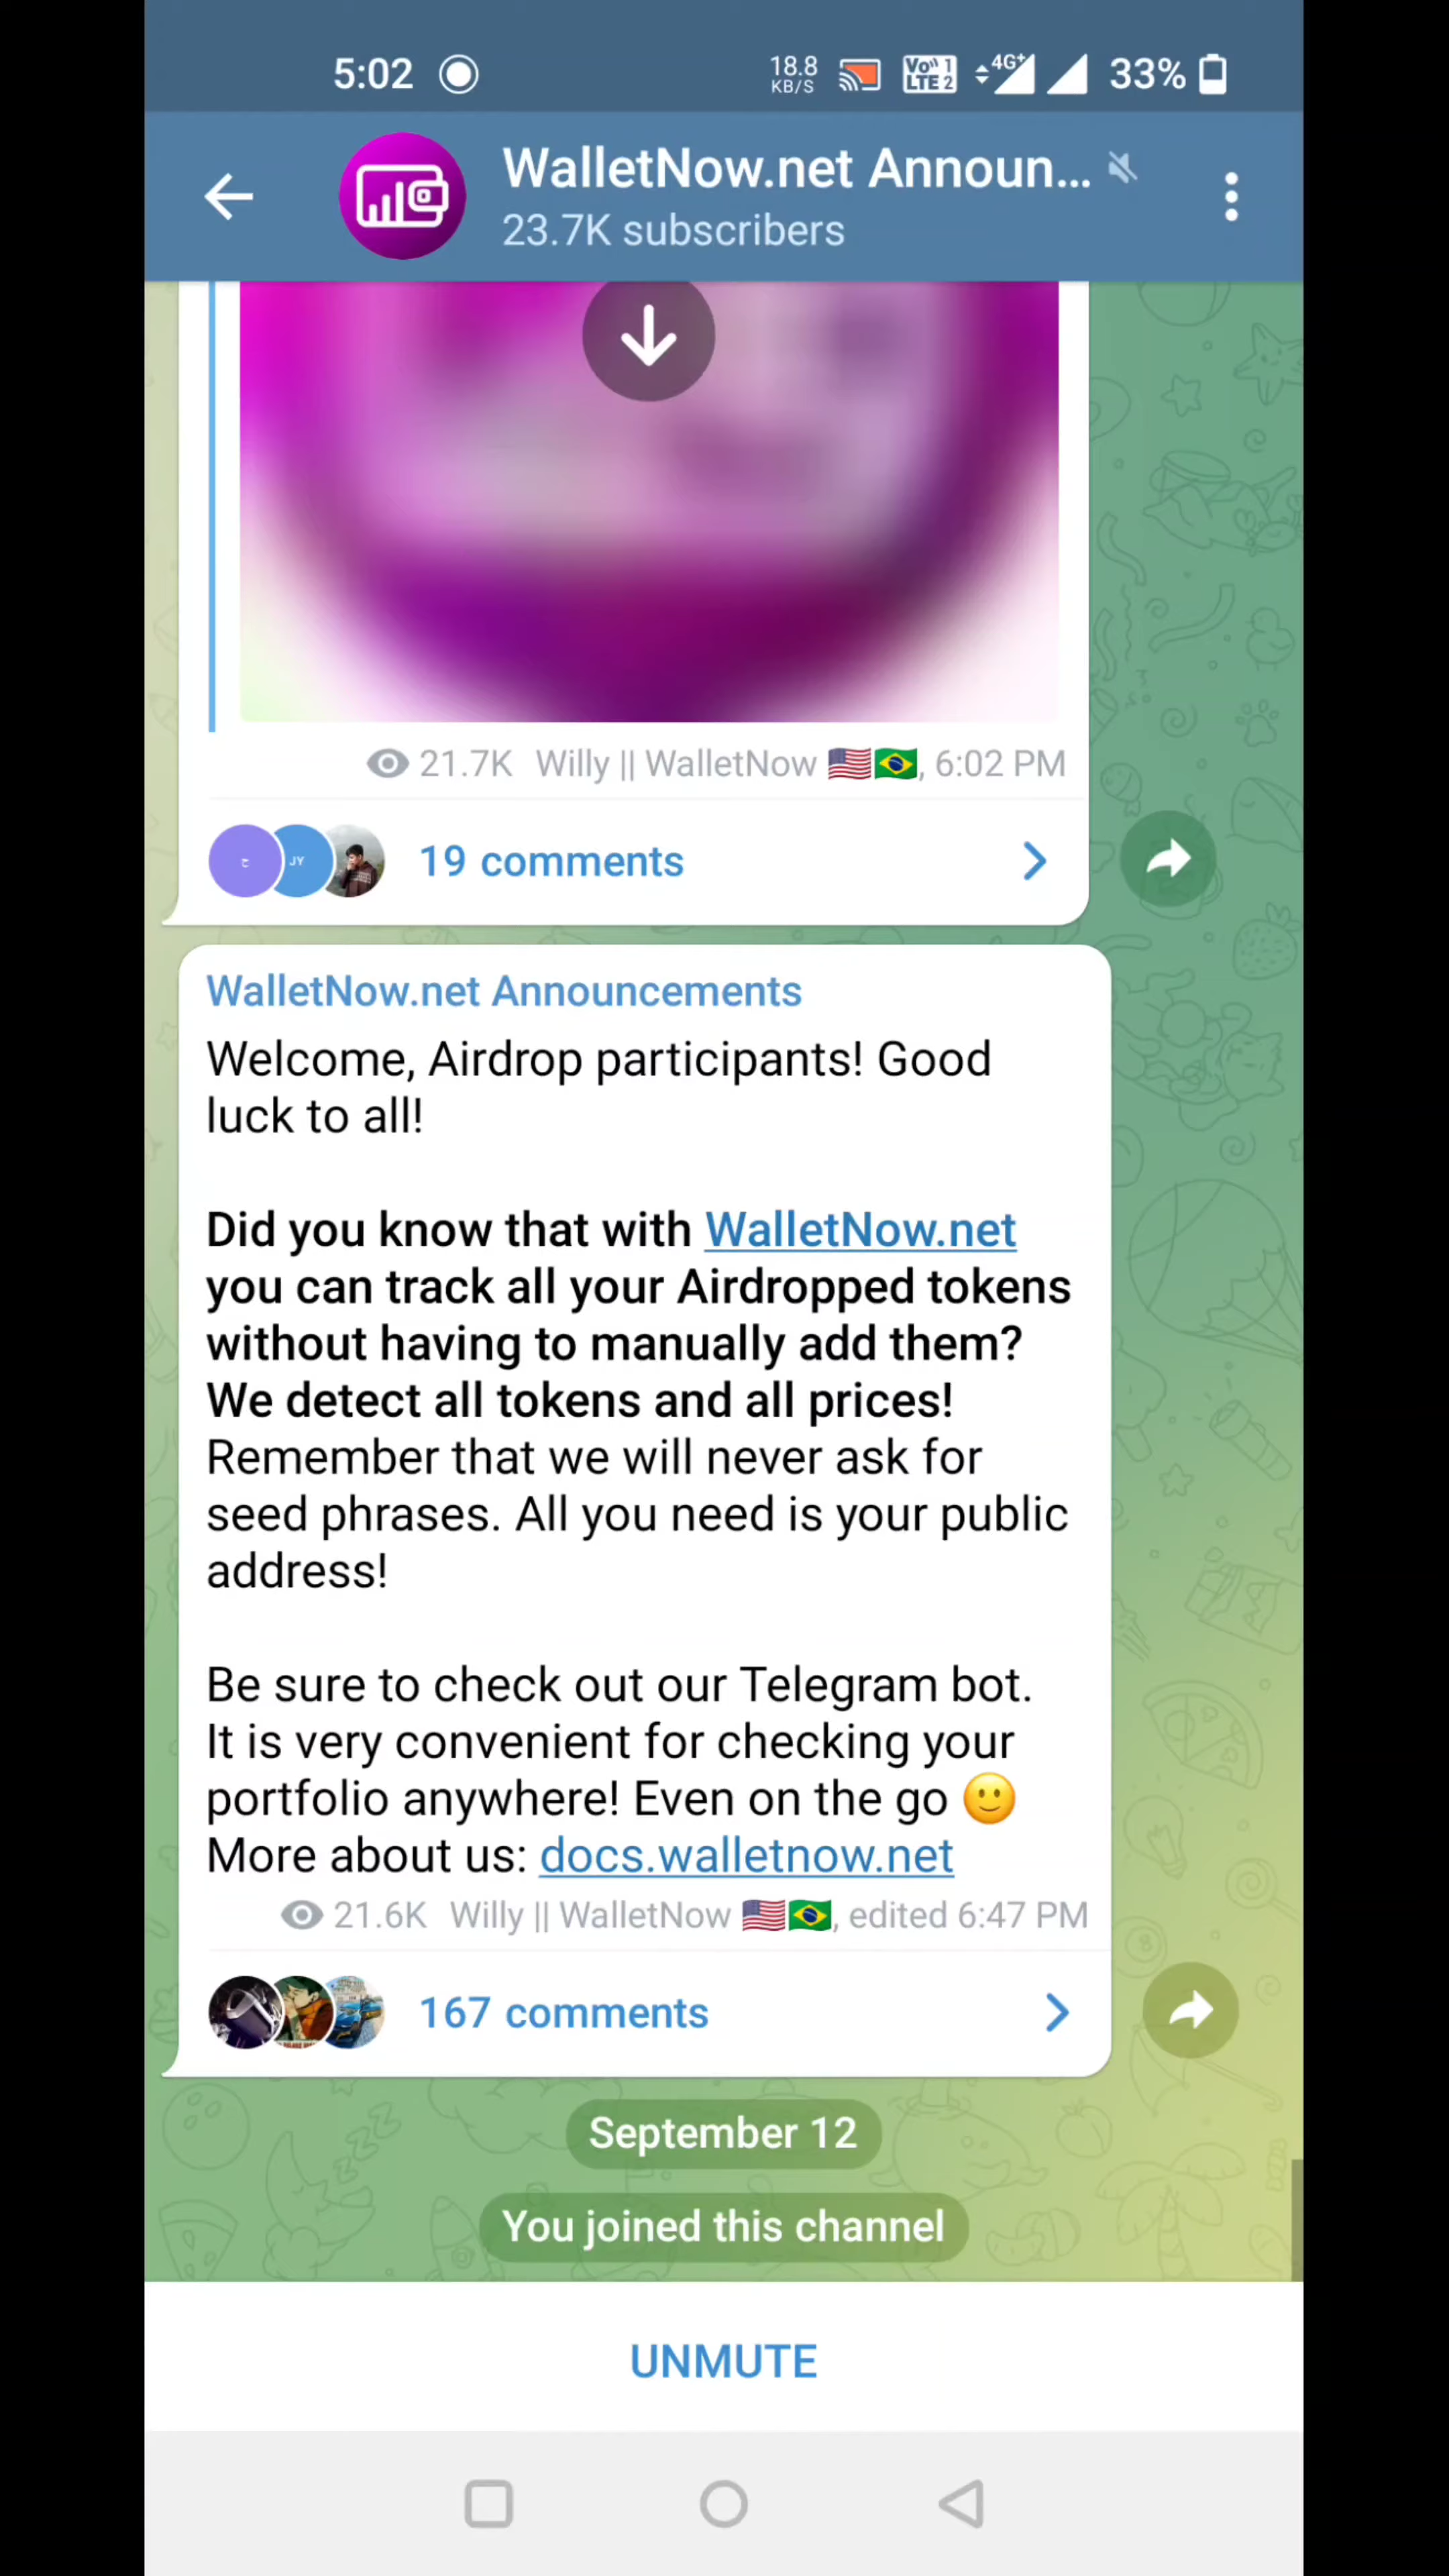 5:02
18.8
KB/S
Vo)) 1
LTE 2
4G+
33%
WalletNow.net Announ...
23.7K subscribers
21.7K Willy || WalletNow 🇺🇸🇧🇷, 6:02 PM
ح
JY
19 comments
WalletNow.net Announcements
Welcome, Airdrop participants! Good
luck to all!
Did you know that with WalletNow.net
you can track all your Airdropped tokens
without having to manually add them?
We detect all tokens and all prices!
Remember that we will never ask for
seed phrases. All you need is your public
address!
Be sure to check out our Telegram bot.
It is very convenient for checking your
portfolio anywhere! Even on the go 🙂
More about us: docs.walletnow.net
21.6K Willy || WalletNow 🇺🇸🇧🇷, edited 6:47 PM
167 comments
September 12
You joined this channel
UNMUTE